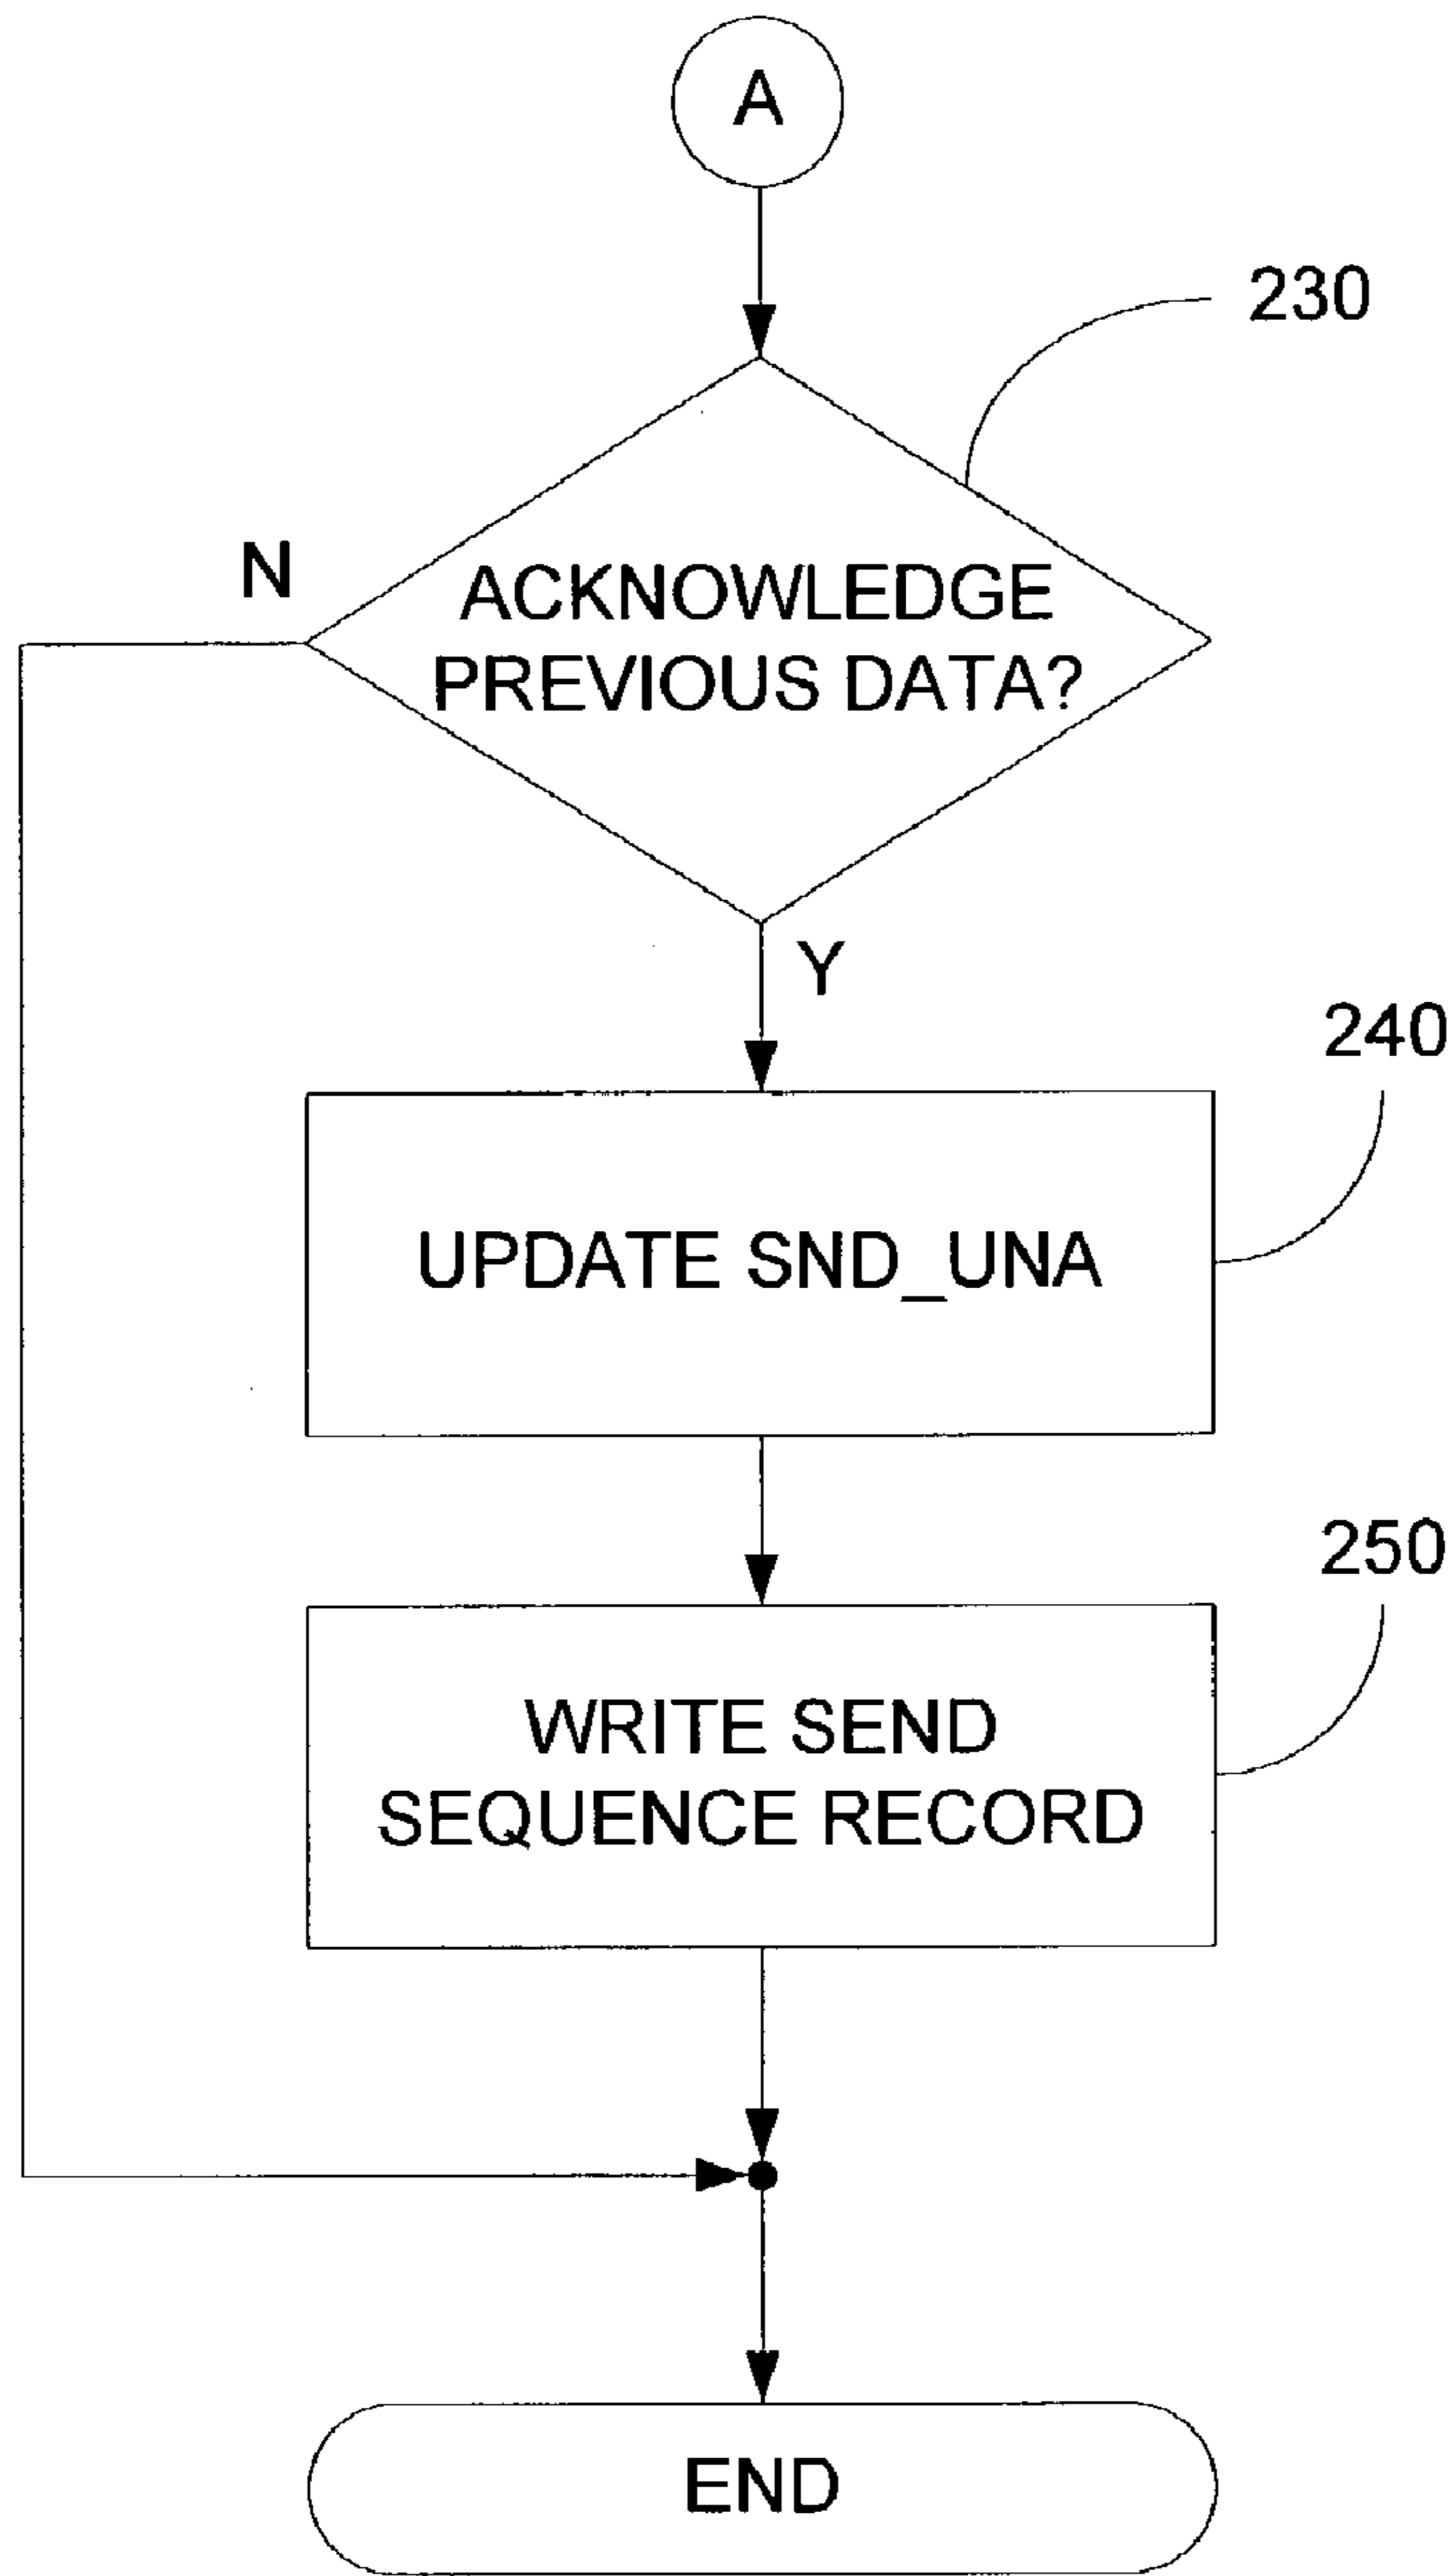 A
230
N
ACKNOWLEDGE
PREVIOUS DATA?
Y
240
UPDATE SND_UNA
250
WRITE SEND
SEQUENCE RECORD
END